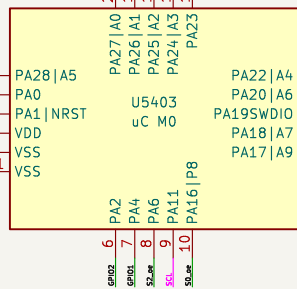 PA27|A0
PA26|A1
PA25|A2
PA24|A3
PA23
PA28|A5
PA0
PA1|NRST
VDD
VSS
VSS
U5403
uC M0
PA22|A4
PA20|A6
PA19SWDIO
PA18|A7
PA17|A9
PA2
PA4
PA6
PA11
PA16|P8
6
7
8
9
10
GPIO2
GPIO1
S2_oe
SCL
S0_oe